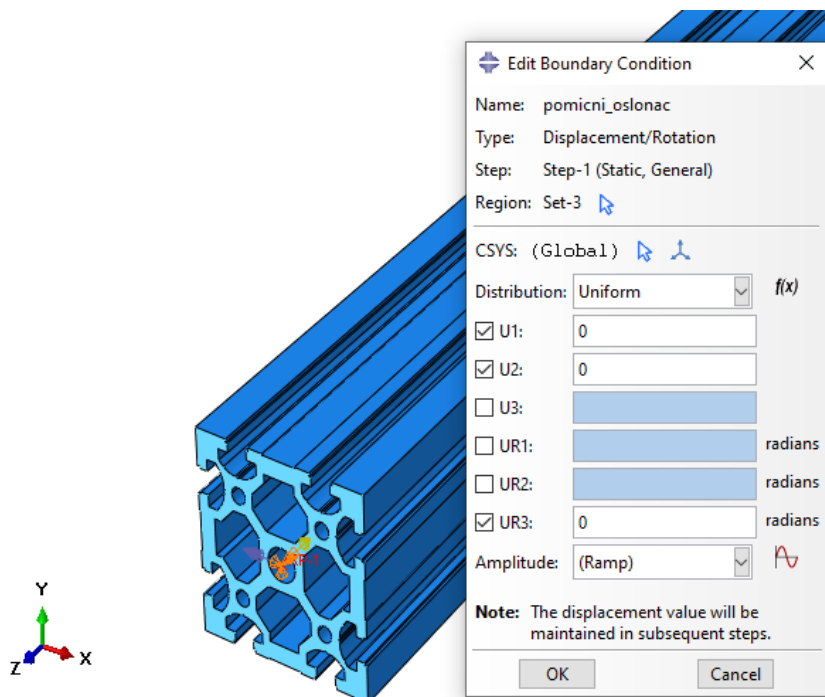 Edit Boundary Condition
Name: pomicni_oslonac
Type: Displacement/Rotation
Step: Step-1 (Static, General)
Region: Set-3
CSYS: (Global)
Distribution: Uniform f(x)
U1: 0
U2: 0
U3:
UR1: radians
UR2: radians
UR3: 0 radians
Amplitude: (Ramp)
Note: The displacement value will be
maintained in subsequent steps.
OK Cancel
RP-1
Y
Z X